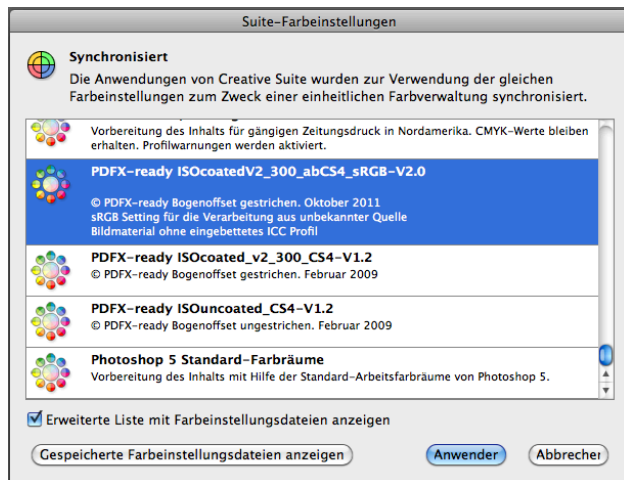 Suite-Farbeinstellungen
Synchronisiert
Die Anwendungen von Creative Suite wurden zur Verwendung der gleichen
Farbeinstellungen zum Zweck einer einheitlichen Farbverwaltung synchronisiert.
Vorbereitung des Inhalts für gängigen Zeitungsdruck in Nordamerika. CMYK-Werte bleiben
erhalten. Profilwarnungen werden aktiviert.
PDFX-ready ISOcoatedV2_300_abCS4_sRGB-V2.0
© PDFX-ready Bogenoffset gestrichen. Oktober 2011
sRGB Setting für die Verarbeitung aus unbekannter Quelle
Bildmaterial ohne eingebettetes ICC Profil
PDFX-ready ISOcoated_v2_300_CS4-V1.2
© PDFX-ready Bogenoffset gestrichen. Februar 2009
PDFX-ready ISOuncoated_CS4-V1.2
© PDFX-ready Bogenoffset ungestrichen. Februar 2009
Photoshop 5 Standard-Farbräume
Vorbereitung des Inhalts mit Hilfe der Standard-Arbeitsfarbräume von Photoshop 5.
Erweiterte Liste mit Farbeinstellungsdateien anzeigen
Gespeicherte Farbeinstellungsdateien anzeigen
Anwender
Abbrecher